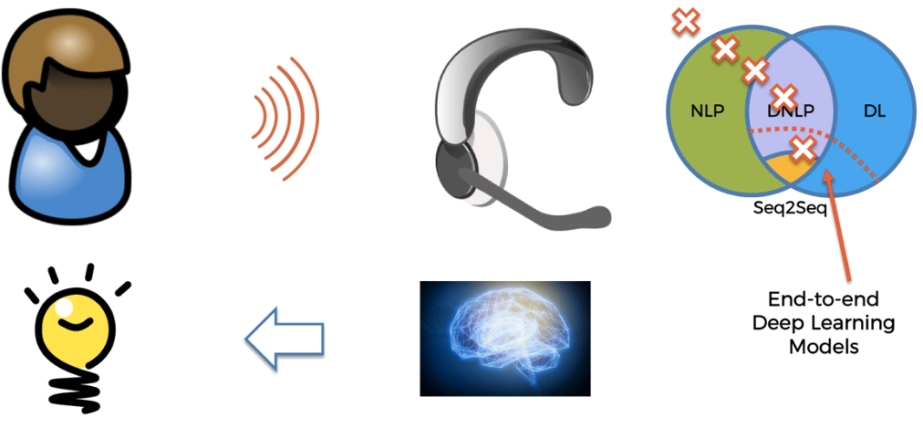 NLP
DNLP
DL
Seq2Seq
End-to-end
Deep Learning
Models